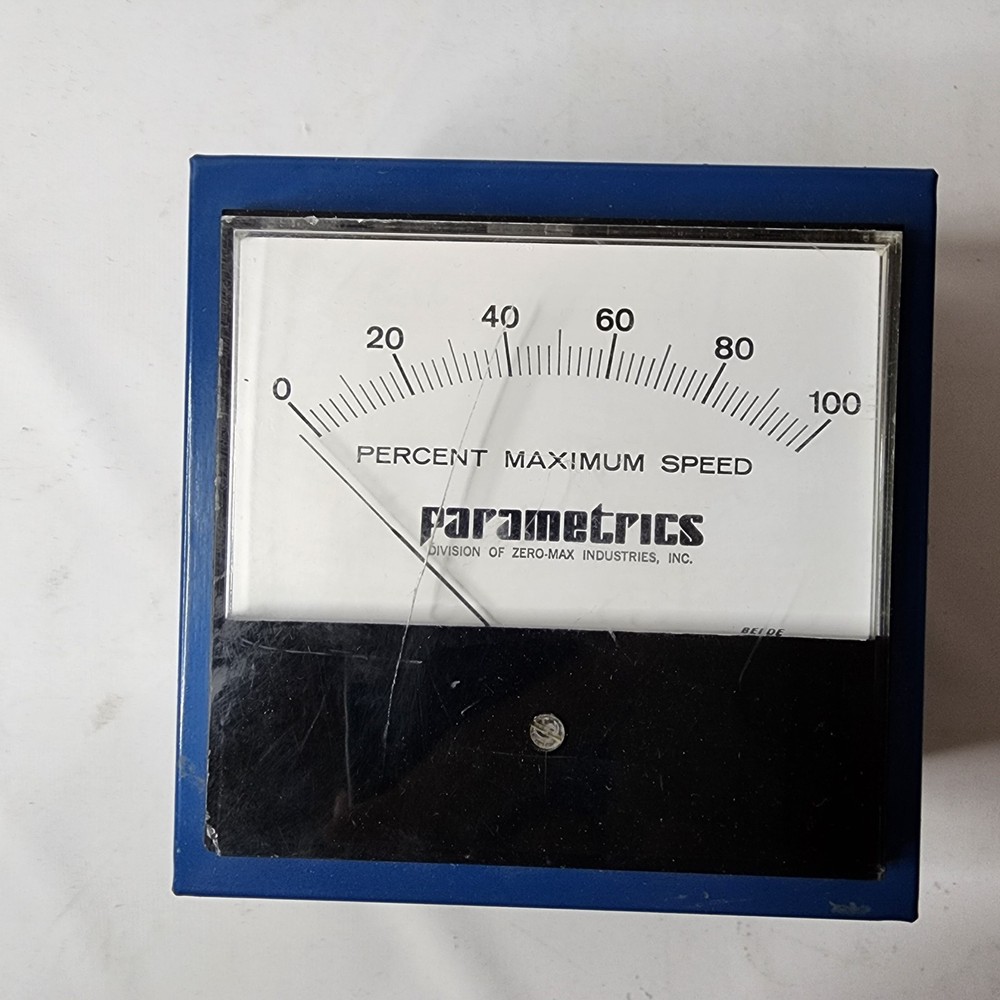 0 20 40 60 80 100
PERCENT MAXIMUM SPEED
parametrics
DIVISION OF ZERO-MAX INDUSTRIES, INC.